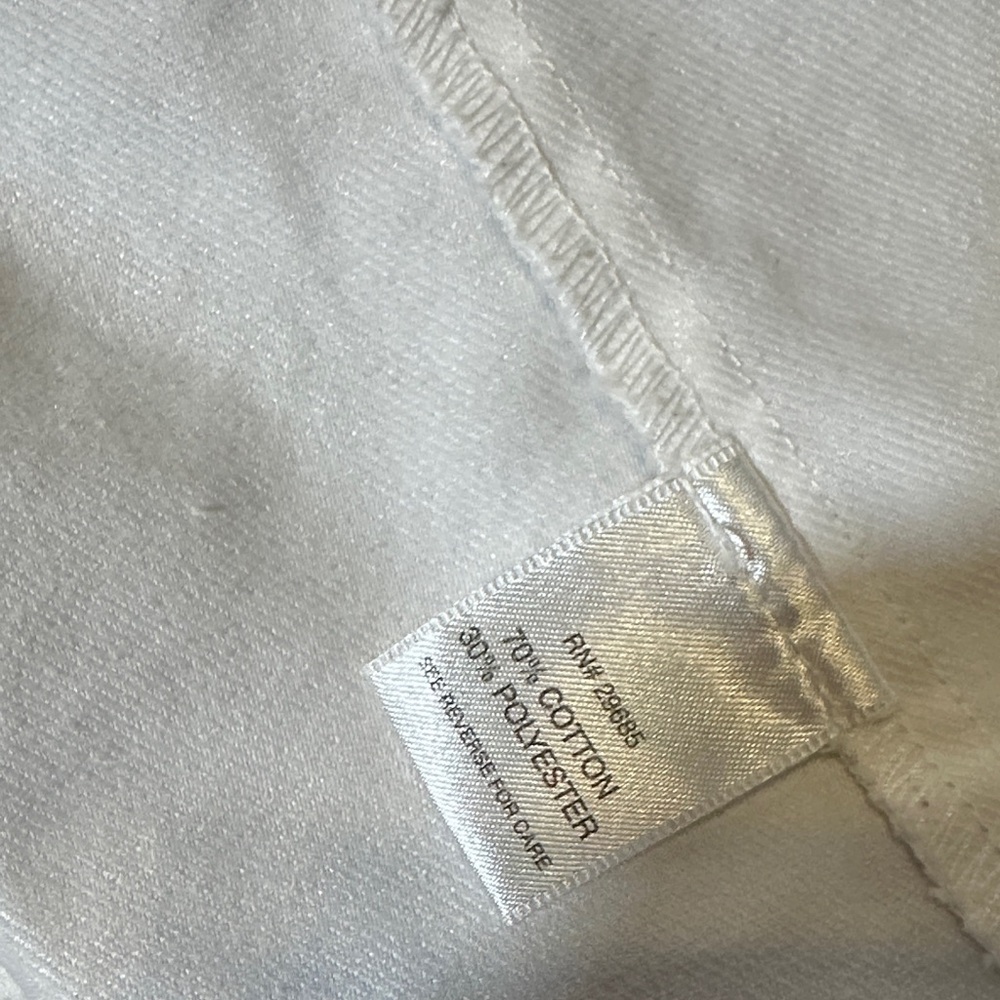 RN# 29685
70% COTTON
30% POLYESTER
SEE REVERSE FOR CARE